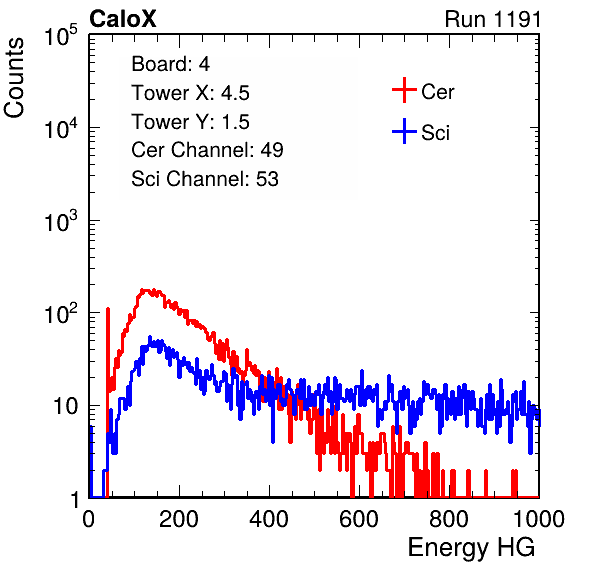 CaloX Run 1191
Counts
10^5
10^4
10^3
10^2
10
1
Board: 4
Tower X: 4.5
Tower Y: 1.5
Cer Channel: 49
Sci Channel: 53
Cer
Sci
0 200 400 600 800 1000
Energy HG